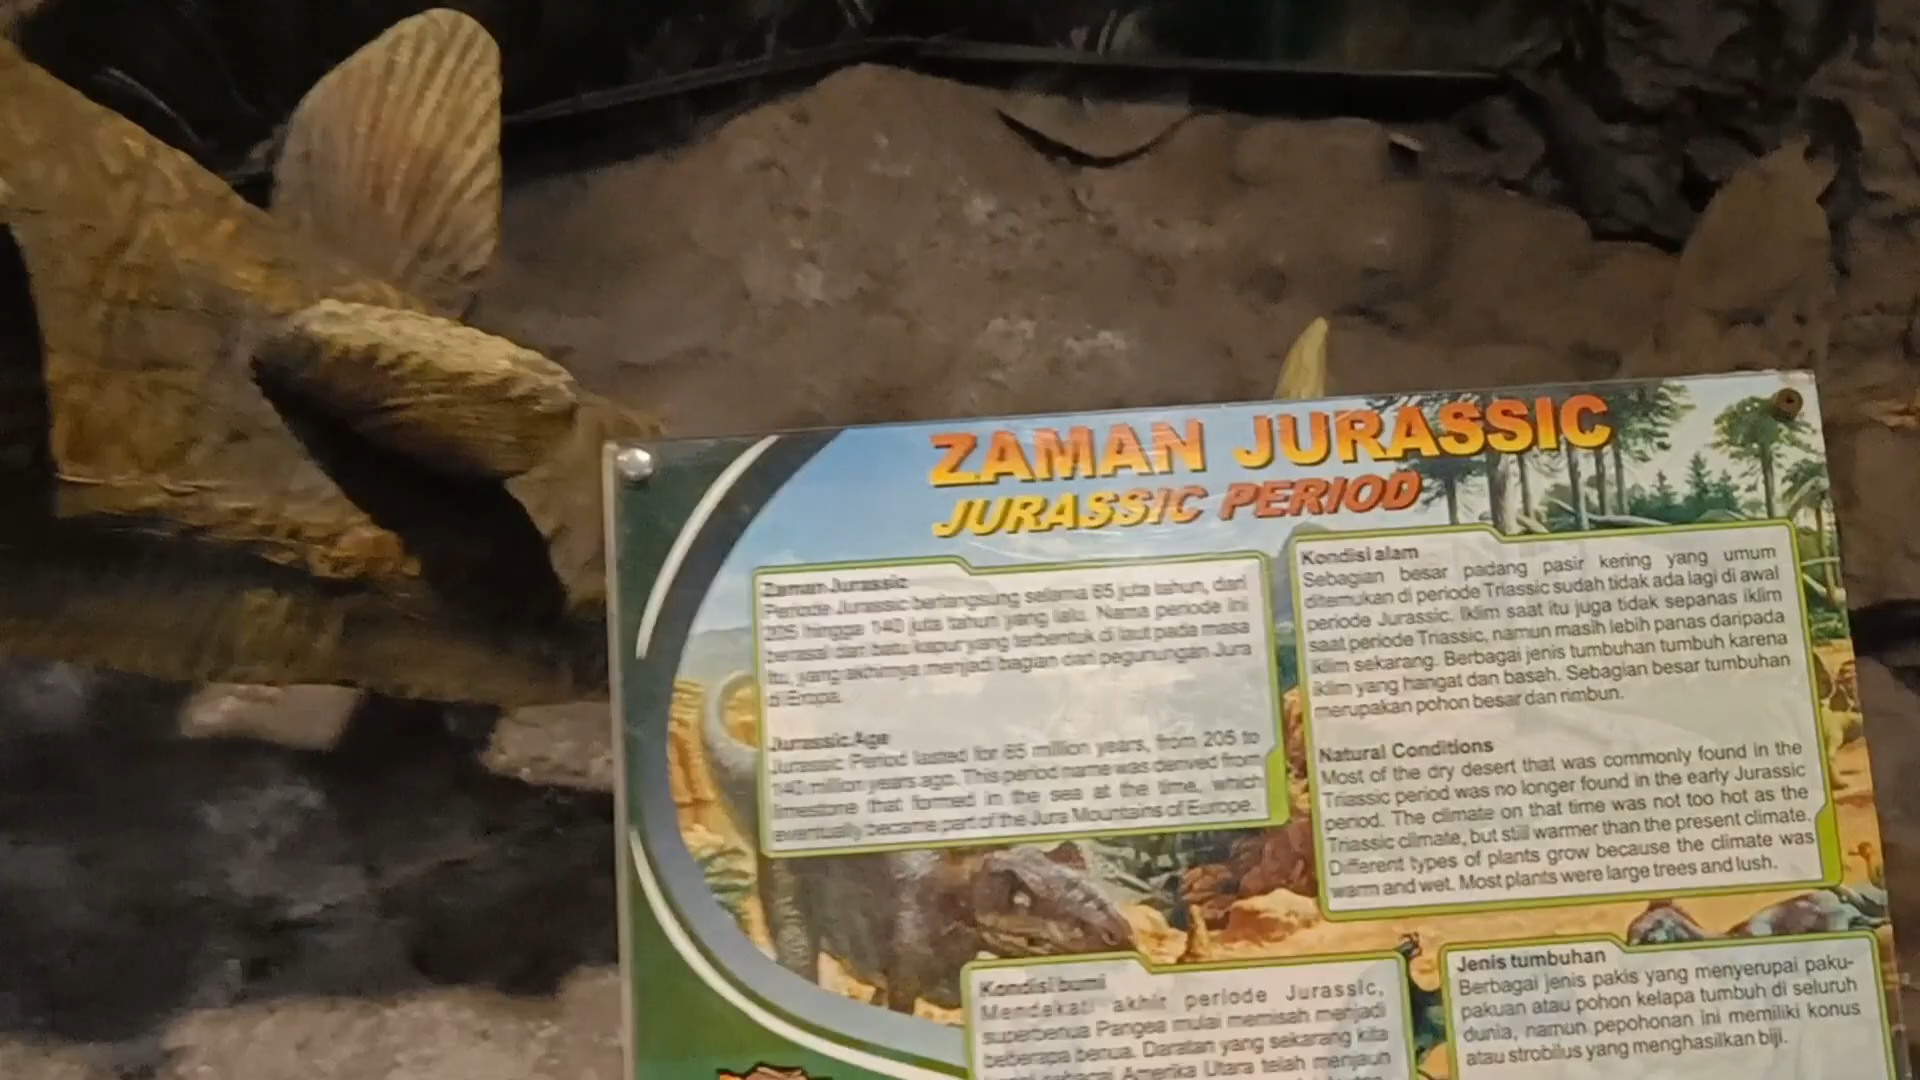 ZAMAN JURASSIC
JURASSIC PERIOD
Zaman Jurassic
Periode Jurassic berlangsung selama 65 juta tahun, dari
205 hingga 140 juta tahun yang lalu. Nama periode ini
berasal dari batu kapur yang terbentuk di laut pada masa
itu, yang akhirnya menjadi bagian dari pegunungan Jura
di Eropa.
Jurassic Age
Jurassic Period lasted for 65 million years, from 205 to
140 million years ago. This period name was derived from
limestone that formed in the sea at the time, which
eventually became part of the Jura Mountains of Europe.
Kondisi alam
Sebagian besar padang pasir kering yang umum
ditemukan di periode Triassic sudah tidak ada lagi di awal
periode Jurassic. Iklim saat itu juga tidak sepanas iklim
saat periode Triassic, namun masih lebih panas daripada
iklim sekarang. Berbagai jenis tumbuhan tumbuh karena
iklim yang hangat dan basah. Sebagian besar tumbuhan
merupakan pohon besar dan rimbun.
Natural Conditions
Most of the dry desert that was commonly found in the
Triassic period was no longer found in the early Jurassic
period. The climate on that time was not too hot as the
Triassic climate, but still warmer than the present climate.
Different types of plants grow because the climate was
warm and wet. Most plants were large trees and lush.
Kondisi bumi
Mendekati akhir periode Jurassic,
superbenua Pangea mulai memisah menjadi
beberapa benua. Daratan yang sekarang kita
Amerika Utara telah menjauh
Jenis tumbuhan
Berbagai jenis pakis yang menyerupai paku-
pakuan atau pohon kelapa tumbuh di seluruh
dunia, namun pepohonan ini memiliki konus
atau strobilus yang menghasilkan biji.